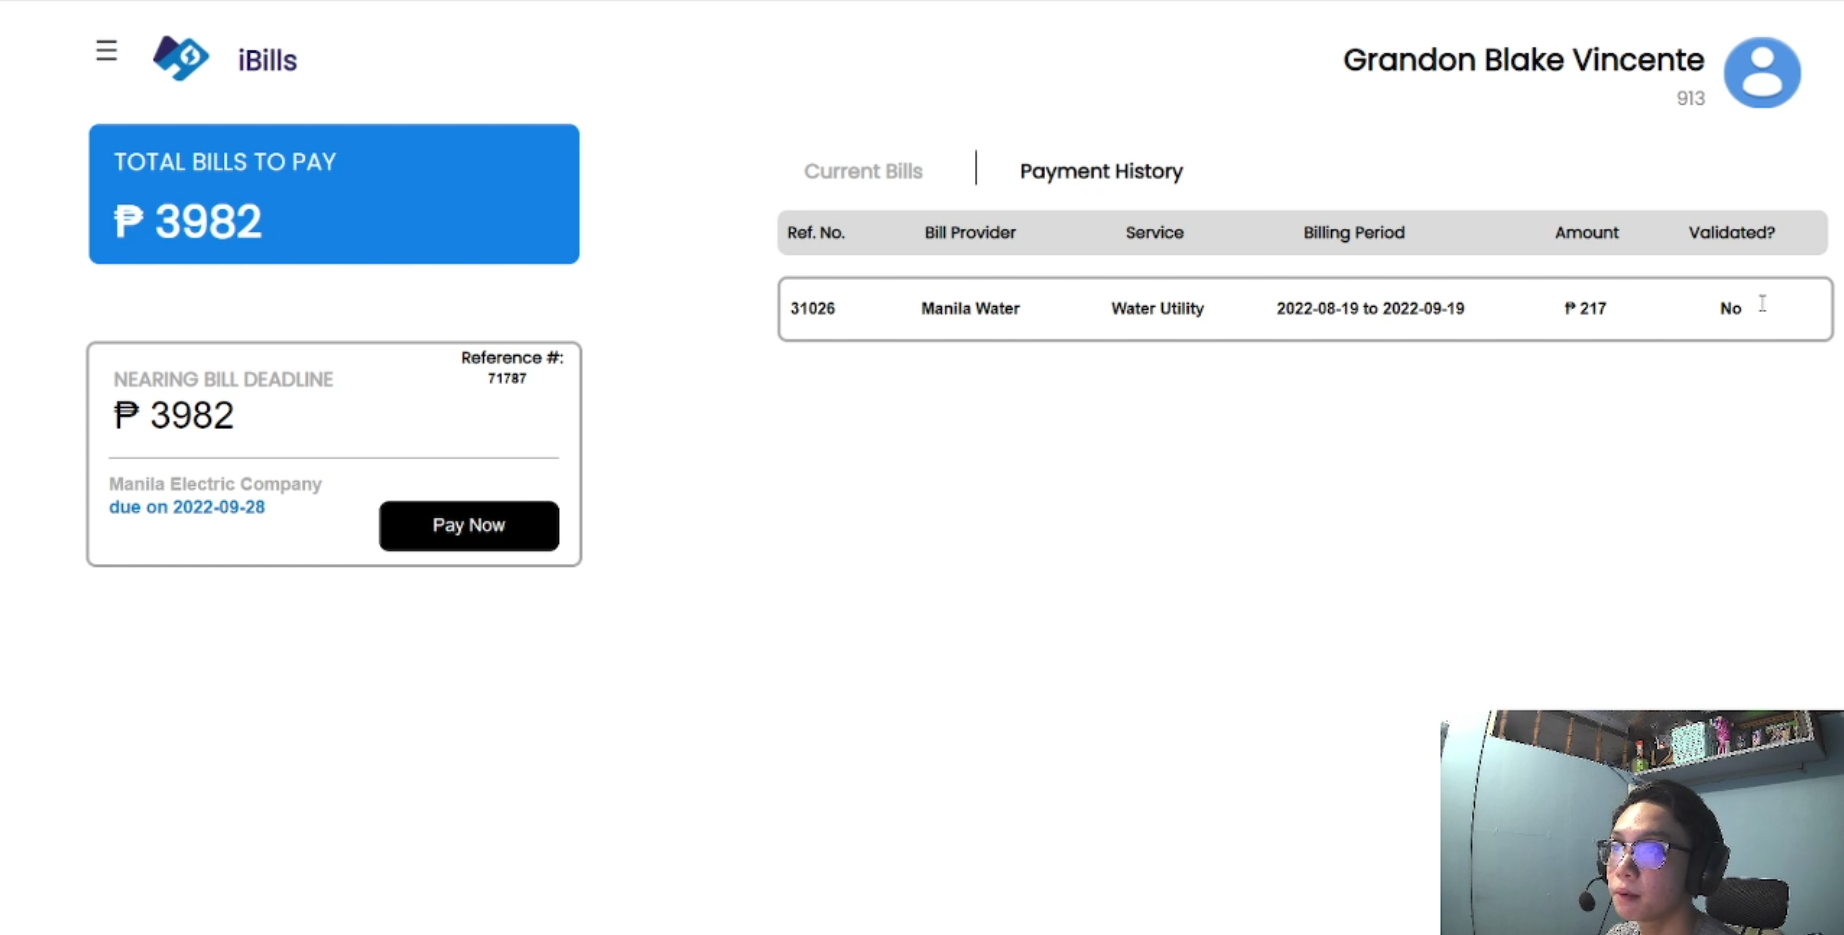 iBills
Grandon Blake Vincente
913
TOTAL BILLS TO PAY
₱ 3982
NEARING BILL DEADLINE
Reference #:
71787
₱ 3982
Manila Electric Company
due on 2022-09-28
Pay Now
Current Bills | Payment History
Ref. No. Bill Provider Service Billing Period Amount Validated?
31026 Manila Water Water Utility 2022-08-19 to 2022-09-19 ₱ 217 No